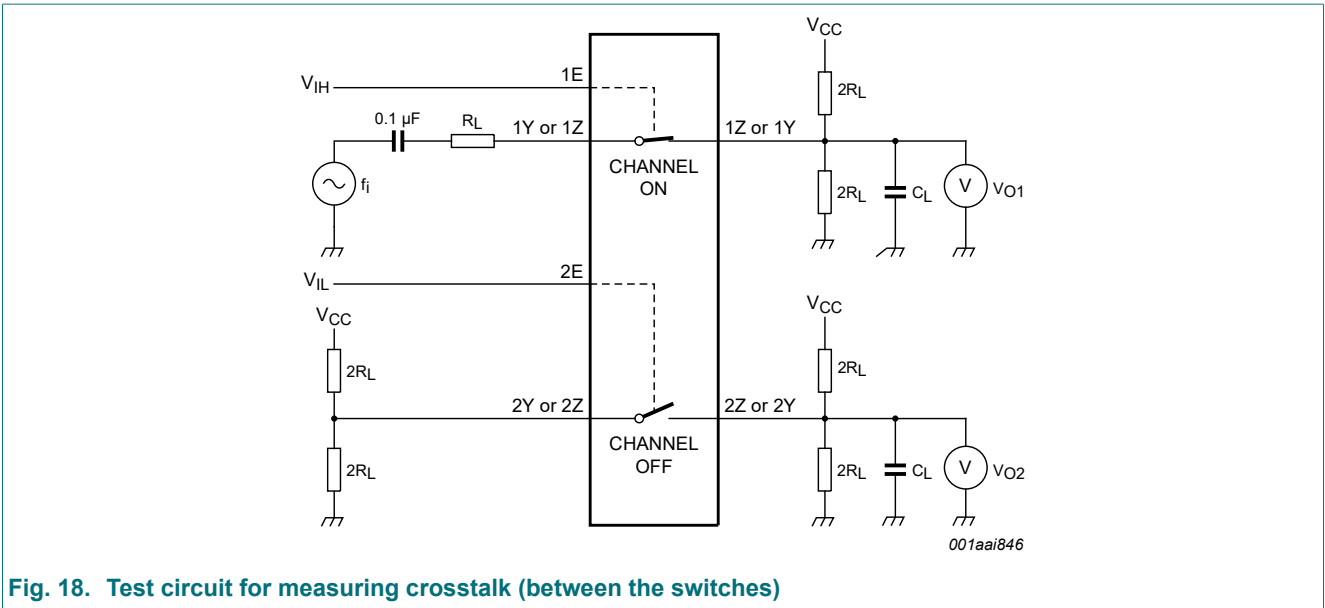 VCC
VIH
1E
2RL
0.1 µF
RL
1Y or 1Z
1Z or 1Y
fi
CHANNEL
ON
2RL
CL
V
VO1
VIL
2E
VCC
VCC
2RL
2RL
2Y or 2Z
2Z or 2Y
CHANNEL
OFF
2RL
2RL
CL
V
VO2
001aai846
Fig. 18. Test circuit for measuring crosstalk (between the switches)